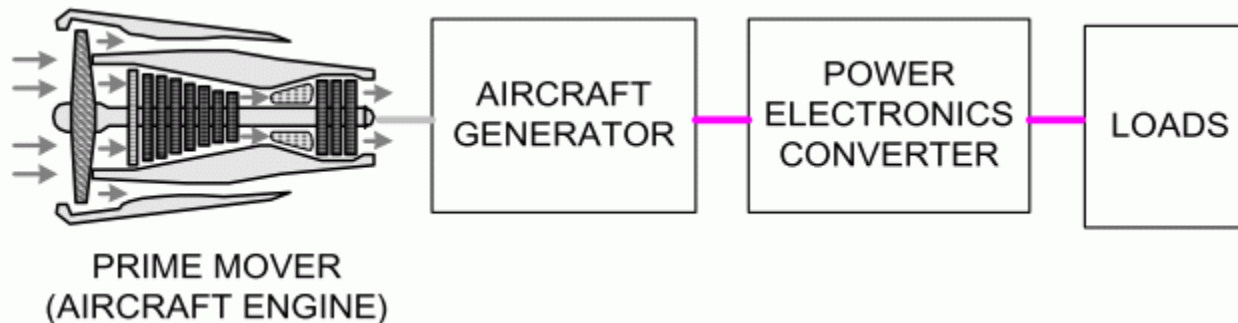 AIRCRAFT
GENERATOR
POWER
ELECTRONICS
CONVERTER
LOADS
PRIME MOVER
(AIRCRAFT ENGINE)